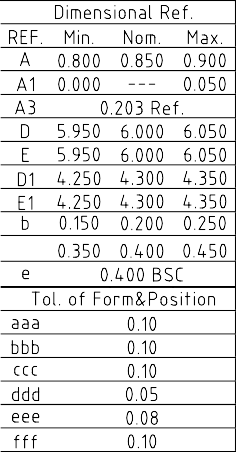 Dimensional Ref.
REF. Min. Nom. Max.
A 0.800 0.850 0.900
A1 0.000 --- 0.050
A3 0.203 Ref.
D 5.950 6.000 6.050
E 5.950 6.000 6.050
D1 4.250 4.300 4.350
E1 4.250 4.300 4.350
b 0.150 0.200 0.250
0.350 0.400 0.450
e 0.400 BSC
Tol. of Form&Position
aaa 0.10
bbb 0.10
ccc 0.10
ddd 0.05
eee 0.08
fff 0.10